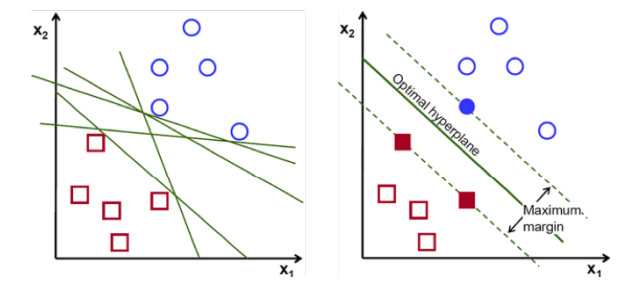 x2
x1
x2
Optimal hyperplane
Maximum
margin
x1